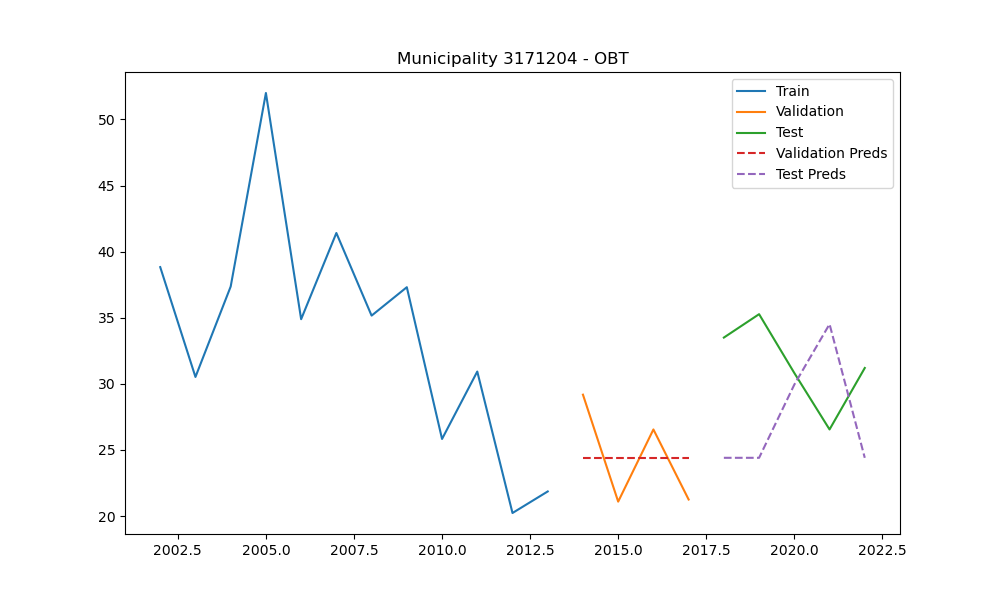 Municipality 3171204 - OBT
Train
Validation
Test
Validation Preds
Test Preds
50
45
40
35
30
25
20
2002.5 2005.0 2007.5 2010.0 2012.5 2015.0 2017.5 2020.0 2022.5